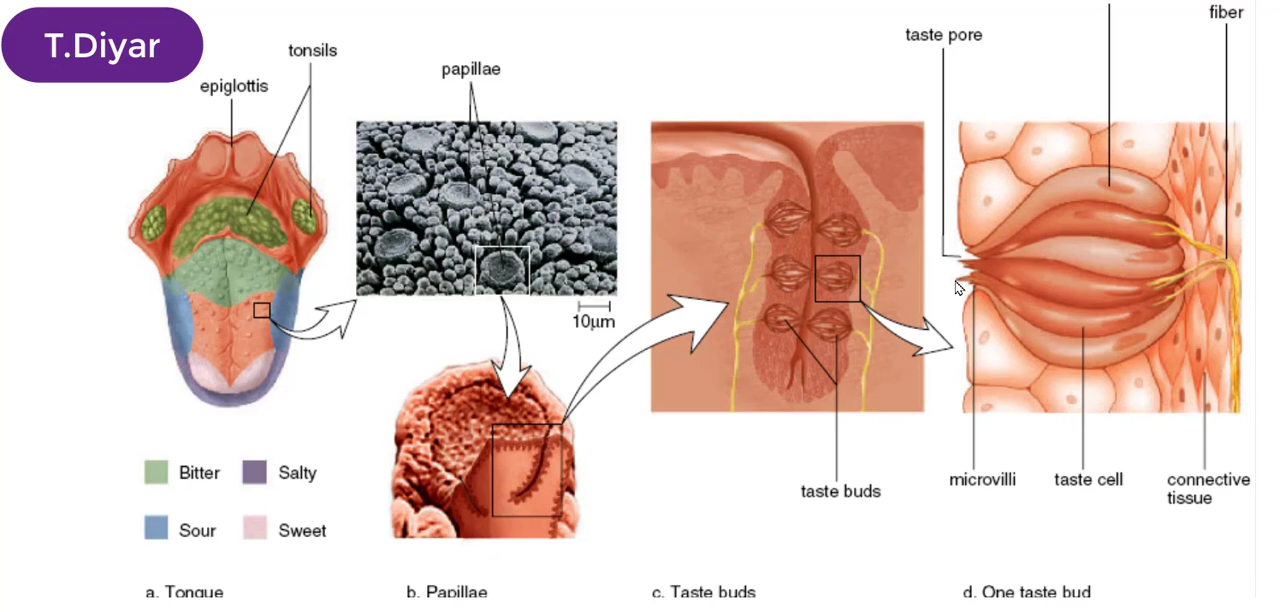 T.Diyar
tonsils
epiglottis
papillae
taste pore
fiber
10µm
Bitter
Salty
Sour
Sweet
taste buds
microvilli
taste cell
connective
tissue
a. Tongue
b. Papillae
c. Taste buds
d. One taste bud